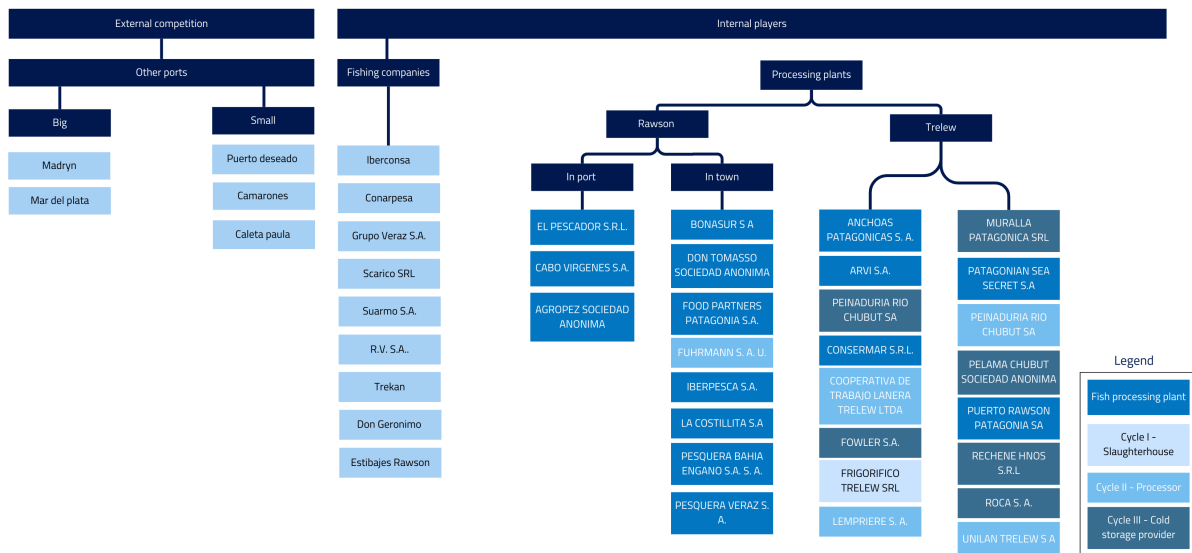 External competition
Other ports
Big
Madryn
Mar del plata
Small
Puerto deseado
Camarones
Caleta paula
Internal players
Fishing companies
Iberconsa
Conarpesa
Grupo Veraz S.A.
Scarico SRL
Suarmo S.A.
R.V. S.A..
Trekan
Don Geronimo
Estibajes Rawson
Processing plants
Rawson
In port
EL PESCADOR S.R.L.
CABO VIRGENES S.A.
AGROPEZ SOCIEDAD
ANONIMA
In town
BONASUR S A
DON TOMASSO
SOCIEDAD ANONIMA
FOOD PARTNERS
PATAGONIA S.A.
FUHRMANN S. A. U.
IBERPESCA S.A.
LA COSTILLITA S.A
PESQUERA BAHIA
ENGANO S.A. S. A.
PESQUERA VERAZ S.
A.
Trelew
ANCHOAS
PATAGONICAS S. A.
ARVI S.A.
PEINADURIA RIO
CHUBUT SA
CONSERMAR S.R.L.
COOPERATIVA DE
TRABAJO LANERA
TRELEW LTDA
FOWLER S.A.
FRIGORIFICO
TRELEW SRL
LEMPRIERE S. A.
MURALLA
PATAGONICA SRL
PATAGONIAN SEA
SECRET S.A
PEINADURIA RIO
CHUBUT SA
PELAMA CHUBUT
SOCIEDAD ANONIMA
PUERTO RAWSON
PATAGONIA SA
RECHENE HNOS
S.R.L
ROCA S. A.
UNILAN TRELEW S A
Legend
Fish processing plant
Cycle I -
Slaughterhouse
Cycle II - Processor
Cycle III - Cold
storage provider